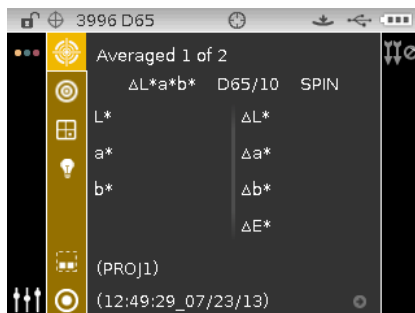 3996 D65
Averaged 1 of 2
ΔL*a*b* D65/10 SPIN
L* ΔL*
a* Δa*
b* Δb*
ΔE*
(PROJ1)
(12:49:29_07/23/13)